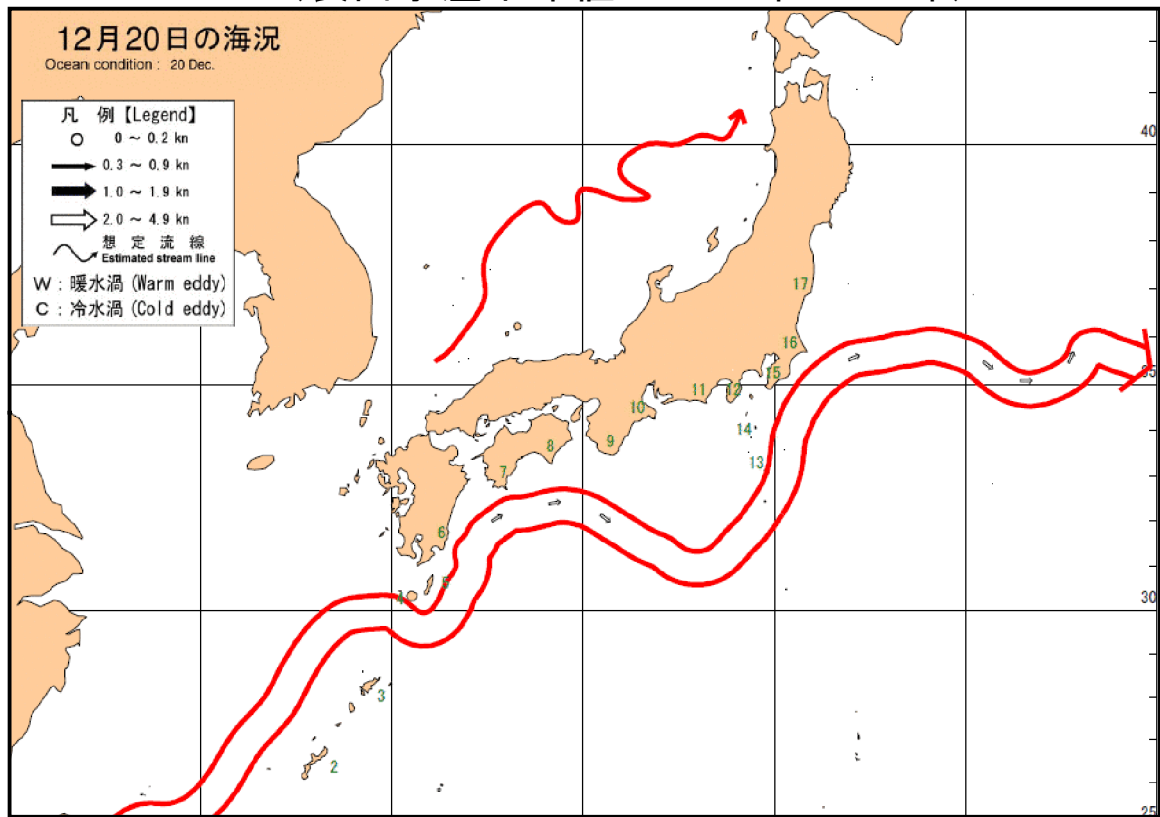 12月20日の海況
Ocean condition : 20 Dec.
凡 例【Legend】
0 ～ 0.2 kn
0.3 ～ 0.9 kn
1.0 ～ 1.9 kn
2.0 ～ 4.9 kn
想 定 流 線
Estimated stream line
W : 暖水渦 (Warm eddy)
C : 冷水渦 (Cold eddy)
40
17
16
35
15
12
11
10
14
9
8
13
7
6
5
4
30
3
2
25